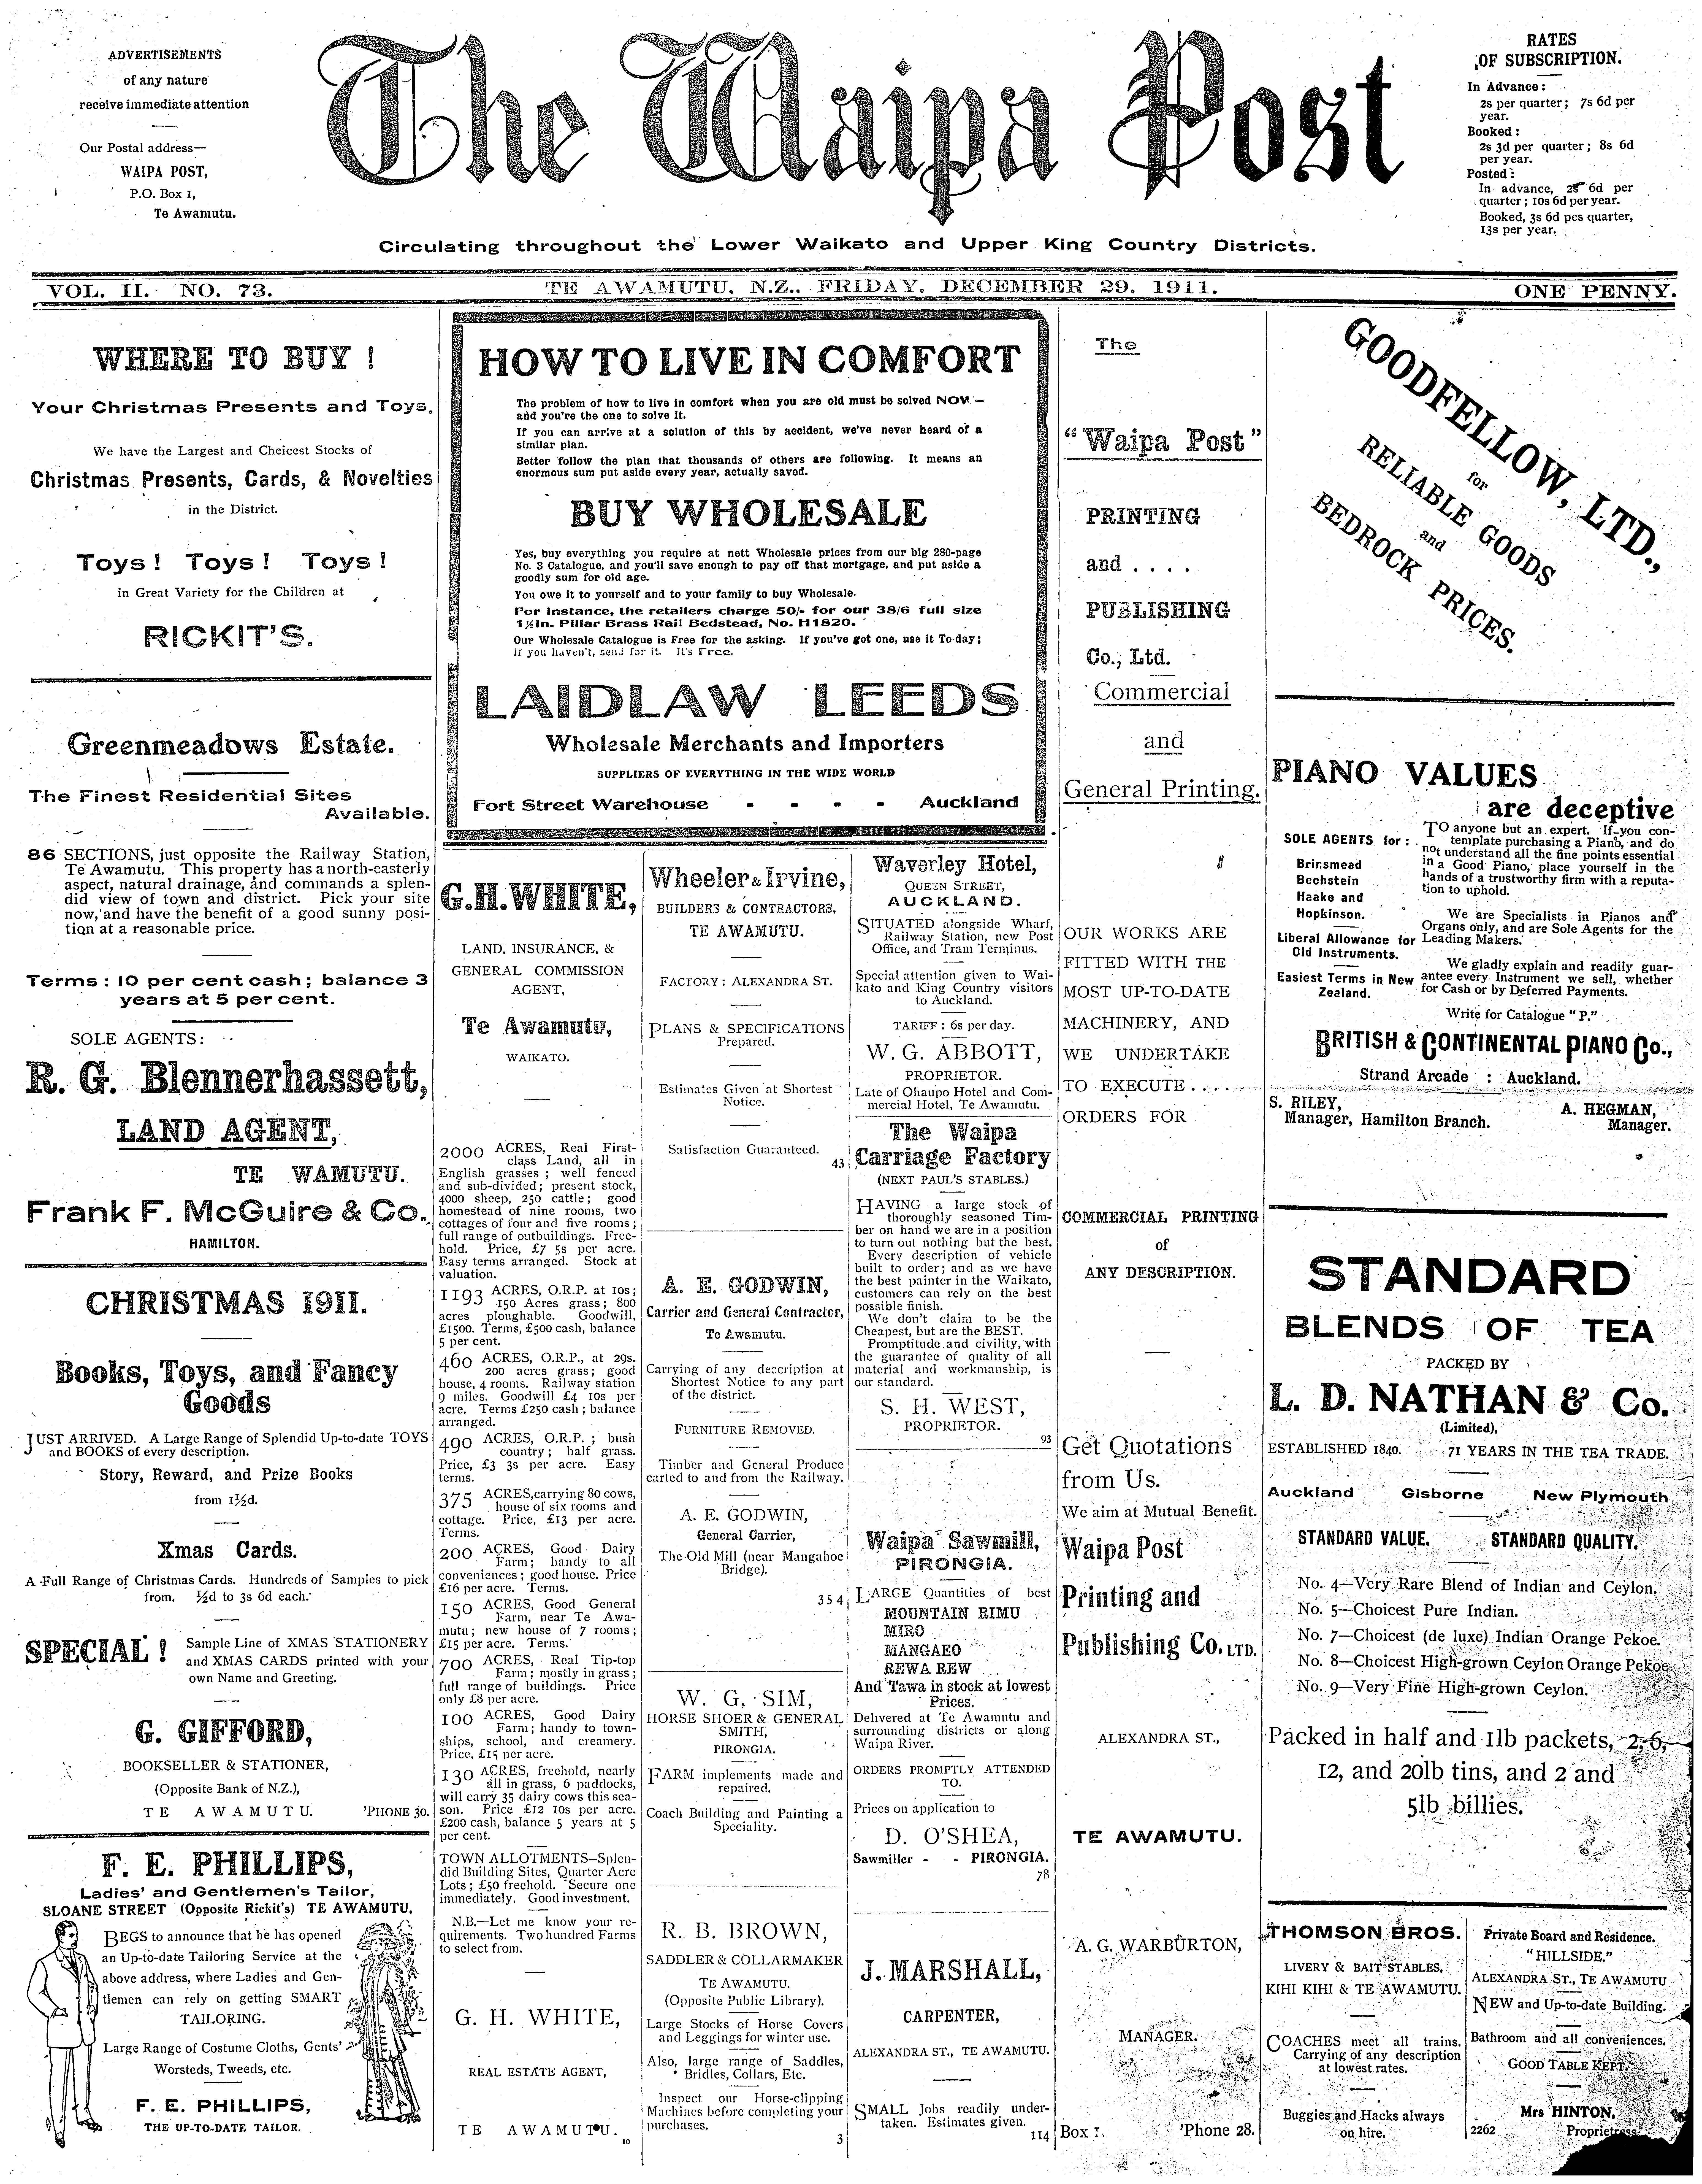 ADVERTISEMENTS
of any nature
receive immediate attention
Our Postal address—
WAIPA POST,
P.O. Box 1,
Te Awamutu.
The Waipa Post
Circulating throughout the Lower Waikato and Upper King Country Districts.
RATES
OF SUBSCRIPTION.
In Advance :
2s per quarter ; 7s 6d per
year.
Booked :
2s 3d per quarter ; 8s 6d
per year.
Posted :
In advance, 2s 6d per
quarter ; 10s 6d per year.
Booked, 3s 6d pes quarter,
13s per year.
VOL. II. NO. 73.
TE AWAMUTU, N.Z., FRIDAY, DECEMBER 29, 1911.
ONE PENNY.
WHERE TO BUY !
Your Christmas Presents and Toys.
We have the Largest and Cheicest Stocks of
Christmas Presents, Cards, & Novelties
in the District.
Toys ! Toys ! Toys !
in Great Variety for the Children at
RICKIT'S.
Greenmeadows Estate.
The Finest Residential Sites
Available.
86 SECTIONS, just opposite the Railway Station,
Te Awamutu. This property has a north-easterly
aspect, natural drainage, and commands a splen-
did view of town and district. Pick your site
now, and have the benefit of a good sunny posi-
tion at a reasonable price.
Terms : 10 per cent cash ; balance 3
years at 5 per cent.
SOLE AGENTS :
R. G. Blennerhassett,
LAND AGENT,
TE WAMUTU.
Frank F. McGuire & Co.
HAMILTON.
CHRISTMAS 1911.
Books, Toys, and Fancy
Goods
JUST ARRIVED. A Large Range of Splendid Up-to-date TOYS
and BOOKS of every description.
Story, Reward, and Prize Books
from 1½d.
Xmas Cards.
A Full Range of Christmas Cards. Hundreds of Samples to pick
from. ½d to 3s 6d each.
SPECIAL ! Sample Line of XMAS STATIONERY
and XMAS CARDS printed with your
own Name and Greeting.
G. GIFFORD,
BOOKSELLER & STATIONER,
(Opposite Bank of N.Z.),
TE AWAMUTU. 'PHONE 30.
F. E. PHILLIPS,
Ladies' and Gentlemen's Tailor,
SLOANE STREET (Opposite Rickit's) TE AWAMUTU,
BEGS to announce that he has opened
an Up-to-date Tailoring Service at the
above address, where Ladies and Gen-
tlemen can rely on getting SMART
TAILORING.
Large Range of Costume Cloths, Gents'
Worsteds, Tweeds, etc.
F. E. PHILLIPS,
THE UP-TO-DATE TAILOR.
HOW TO LIVE IN COMFORT
The problem of how to live in comfort when you are old must be solved NOW—
and you're the one to solve it.
If you can arrive at a solution of this by accident, we've never heard of a
similar plan.
Better follow the plan that thousands of others are following. It means an
enormous sum put aside every year, actually saved.
BUY WHOLESALE
Yes, buy everything you require at nett Wholesale prices from our big 280-page
No. 3 Catalogue, and you'll save enough to pay off that mortgage, and put aside a
goodly sum for old age.
You owe it to yourself and to your family to buy Wholesale.
For instance, the retailers charge 50/- for our 38/6 full size
1½in. Pillar Brass Rail Bedstead, No. H1820.
Our Wholesale Catalogue is Free for the asking. If you've got one, use it To-day ;
if you haven't, send for it. It's Free.
LAIDLAW LEEDS
Wholesale Merchants and Importers
SUPPLIERS OF EVERYTHING IN THE WIDE WORLD
Fort Street Warehouse - - - - Auckland
G.H. WHITE,
LAND, INSURANCE, &
GENERAL COMMISSION
AGENT,
Te Awamutu,
WAIKATO.
2000 ACRES, Real First-
class Land, all in
English grasses ; well fenced
and sub-divided ; present stock,
4000 sheep, 250 cattle ; good
homestead of nine rooms, two
cottages of four and five rooms ;
full range of outbuildings. Free-
hold. Price, £7 5s per acre.
Easy terms arranged. Stock at
valuation.
1193 ACRES, O.R.P. at 10s ;
150 Acres grass ; 800
acres ploughable. Goodwill,
£1500. Terms, £500 cash, balance
5 per cent.
460 ACRES, O.R.P., at 29s.
200 acres grass ; good
house, 4 rooms. Railway station
9 miles. Goodwill £4 10s per
acre. Terms £250 cash ; balance
arranged.
490 ACRES, O.R.P. ; bush
country ; half grass.
Price, £3 3s per acre. Easy
terms.
375 ACRES, carrying 80 cows,
house of six rooms and
cottage. Price, £13 per acre.
Terms.
200 ACRES, Good Dairy
Farm ; handy to all
conveniences ; good house. Price
£16 per acre. Terms.
150 ACRES, Good General
Farm, near Te Awa-
mutu ; new house of 7 rooms ;
£15 per acre. Terms.
700 ACRES, Real Tip-top
Farm ; mostly in grass ;
full range of buildings. Price
only £8 per acre.
100 ACRES, Good Dairy
Farm ; handy to town-
ships, school, and creamery.
Price, £15 per acre.
130 ACRES, freehold, nearly
all in grass, 6 paddocks,
will carry 35 dairy cows this sea-
son. Price £12 10s per acre.
£200 cash, balance 5 years at 5
per cent.
TOWN ALLOTMENTS—Splen-
did Building Sites, Quarter Acre
Lots ; £50 freehold. Secure one
immediately. Good investment.
N.B.—Let me know your re-
quirements. Two hundred Farms
to select from.
G. H. WHITE,
REAL ESTATE AGENT,
TE AWAMUTU.
10
Wheeler & Irvine,
BUILDERS & CONTRACTORS,
TE AWAMUTU.
FACTORY : ALEXANDRA ST.
PLANS & SPECIFICATIONS
Prepared.
Estimates Given at Shortest
Notice.
Satisfaction Guaranteed.
43
A. E. GODWIN,
Carrier and General Contractor,
Te Awamutu.
Carrying of any description at
Shortest Notice to any part
of the district.
FURNITURE REMOVED.
Timber and General Produce
carted to and from the Railway.
A. E. GODWIN,
General Carrier,
The Old Mill (near Mangahoe
Bridge).
354
W. G. SIM,
HORSE SHOER & GENERAL
SMITH,
PIRONGIA.
FARM implements made and
repaired.
Coach Building and Painting a
Speciality.
R. B. BROWN,
SADDLER & COLLARMAKER
TE AWAMUTU.
(Opposite Public Library).
Large Stocks of Horse Covers
and Leggings for winter use.
Also, large range of Saddles,
Bridles, Collars, Etc.
Inspect our Horse-clipping
Machines before completing your
purchases.
3
Waverley Hotel,
QUEEN STREET,
AUCKLAND.
SITUATED alongside Wharf,
Railway Station, new Post
Office, and Tram Terminus.
Special attention given to Wai-
kato and King Country visitors
to Auckland.
TARIFF : 6s per day.
W. G. ABBOTT,
PROPRIETOR.
Late of Ohaupo Hotel and Com-
mercial Hotel, Te Awamutu.
The Waipa
Carriage Factory
(NEXT PAUL'S STABLES.)
HAVING a large stock of
thoroughly seasoned Tim-
ber on hand we are in a position
to turn out nothing but the best.
Every description of vehicle
built to order ; and as we have
the best painter in the Waikato,
customers can rely on the best
possible finish.
We don't claim to be the
Cheapest, but are the BEST.
Promptitude and civility, with
the guarantee of quality of all
material and workmanship, is
our standard.
S. H. WEST,
PROPRIETOR.
93
Waipa Sawmill,
PIRONGIA.
LARGE Quantities of best
MOUNTAIN RIMU
MIRO
MANGAEO
REWA REW
And Tawa in stock at lowest
Prices.
Delivered at Te Awamutu and
surrounding districts or along
Waipa River.
ORDERS PROMPTLY ATTENDED
TO.
Prices on application to
D. O'SHEA,
Sawmiller - - PIRONGIA.
78
J. MARSHALL,
CARPENTER,
ALEXANDRA ST., TE AWAMUTU.
SMALL Jobs readily under-
taken. Estimates given.
114
The
"Waipa Post"
PRINTING
and . . . .
PUBLISHING
Co., Ltd.
Commercial
and
General Printing.
OUR WORKS ARE
FITTED WITH THE
MOST UP-TO-DATE
MACHINERY, AND
WE UNDERTAKE
TO EXECUTE . . . .
ORDERS FOR
COMMERCIAL PRINTING
of
ANY DESCRIPTION.
Get Quotations
from Us.
We aim at Mutual Benefit.
Waipa Post
Printing and
Publishing Co. LTD.
ALEXANDRA ST.,
TE AWAMUTU.
A. G. WARBURTON,
MANAGER.
Box 1. 'Phone 28.
GOODFELLOW, LTD.,
for
RELIABLE GOODS
and
BEDROCK PRICES.
PIANO VALUES
are deceptive
SOLE AGENTS for :
Brinsmead
Bechstein
Haake and
Hopkinson.
Liberal Allowance for
Old Instruments.
Easiest Terms in New
Zealand.
TO anyone but an expert. If you con-
template purchasing a Piano, and do
not understand all the fine points essential
in a Good Piano, place yourself in the
hands of a trustworthy firm with a reputa-
tion to uphold.
We are Specialists in Pianos and
Organs only, and are Sole Agents for the
Leading Makers.
We gladly explain and readily guar-
antee every Instrument we sell, whether
for Cash or by Deferred Payments.
Write for Catalogue "P."
BRITISH & CONTINENTAL PIANO Co.,
Strand Arcade : Auckland.
S. RILEY,
Manager, Hamilton Branch.
A. HEGMAN,
Manager.
STANDARD
BLENDS OF TEA
PACKED BY
L. D. NATHAN & Co.
(Limited),
ESTABLISHED 1840. 71 YEARS IN THE TEA TRADE.
Auckland Gisborne New Plymouth
STANDARD VALUE. STANDARD QUALITY.
No. 4—Very Rare Blend of Indian and Ceylon.
No. 5—Choicest Pure Indian.
No. 7—Choicest (de luxe) Indian Orange Pekoe.
No. 8—Choicest High-grown Ceylon Orange Pekoe
No. 9—Very Fine High-grown Ceylon.
Packed in half and 1lb packets, 2, 6,
12, and 20lb tins, and 2 and
5lb billies.
THOMSON BROS.
LIVERY & BAIT STABLES,
KIHI KIHI & TE AWAMUTU.
COACHES meet all trains.
Carrying of any description
at lowest rates.
Buggies and Hacks always
on hire.
Private Board and Residence.
"HILLSIDE."
ALEXANDRA ST., TE AWAMUTU
NEW and Up-to-date Building.
Bathroom and all conveniences.
GOOD TABLE KEPT.
Mrs HINTON,
2262 Proprietress.